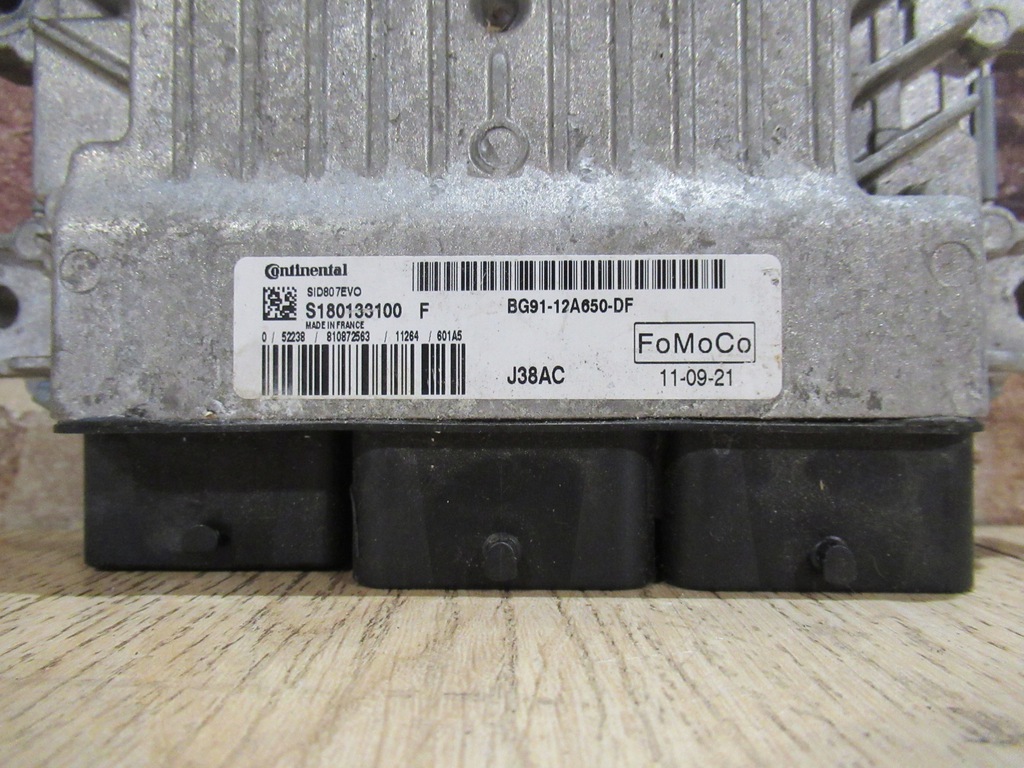 Continental
SID807EVO
S180133100 F
MADE IN FRANCE
0 / 52238 / 810872563 / 11264 / 601A5
BG91-12A650-DF
FoMoCo
J38AC
11-09-21